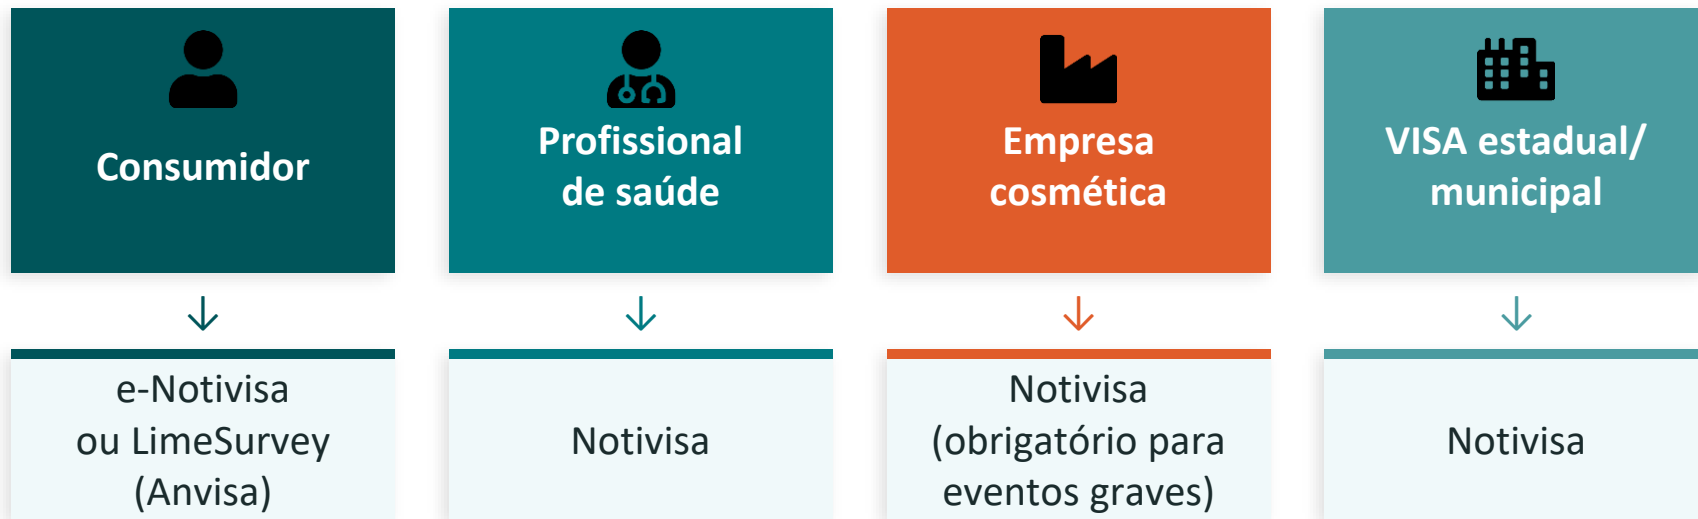 Consumidor
Profissional
de saúde
Empresa
cosmética
VISA estadual/
municipal
e-Notivisa
ou LimeSurvey
(Anvisa)
Notivisa
Notivisa
(obrigatório para
eventos graves)
Notivisa